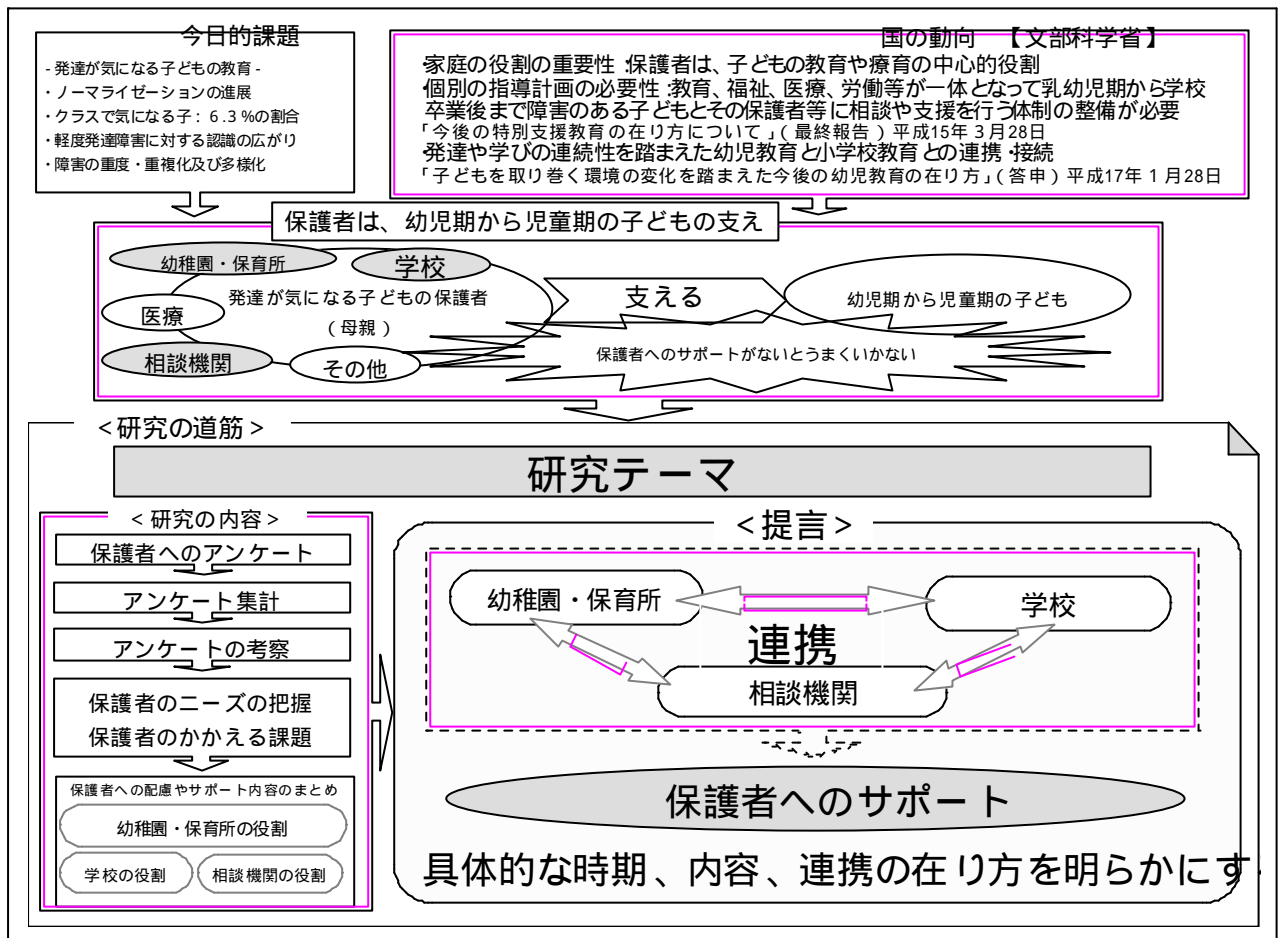 今日的課題
- 発達が気になる子どもの教育 -
・ノーマライゼーションの進展
・クラスで気になる子：６.３%の割合
・軽度発達障害に対する認識の広がり
・障害の重度・重複化及び多様化
国の動向　【文部科学省】
・家庭の役割の重要性：保護者は、子どもの教育や療育の中心的役割
・個別の指導計画の必要性：教育、福祉、医療、労働等が一体となって乳幼児期から学校
卒業後まで障害のある子どもとその保護者等に相談や支援を行う体制の整備が必要
「今後の特別支援教育の在り方について」（最終報告）平成15年３月28日
・発達や学びの連続性を踏まえた幼児教育と小学校教育との連携・接続
「子どもを取り巻く環境の変化を踏まえた今後の幼児教育の在り方」（答申）平成17年１月28日
保護者は、幼児期から児童期の子どもの支え
幼稚園・保育所
学校
医療
発達が気になる子どもの保護者
（母親）
相談機関
その他
支える
幼児期から児童期の子ども
保護者へのサポートがないとうまくいかない
＜研究の道筋＞
研究テーマ
＜研究の内容＞
保護者へのアンケート
アンケート集計
アンケートの考察
保護者のニーズの把握
保護者のかかえる課題
保護者への配慮やサポート内容のまとめ
幼稚園・保育所の役割
学校の役割
相談機関の役割
＜提言＞
幼稚園・保育所
学校
連携
相談機関
保護者へのサポート
具体的な時期、内容、連携の在り方を明らかにす